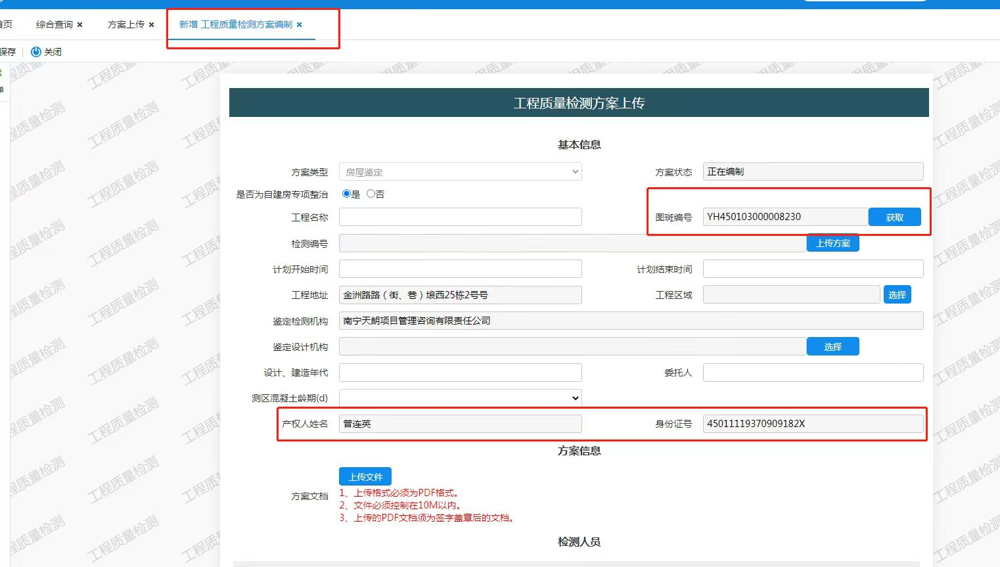 首页 综合查询 × 方案上传 × 新增 工程质量检测方案编制 ×
保存 关闭
单
工程质量检测方案上传
基本信息
方案类型 房屋鉴定 方案状态 正在编制
是否为自建房专项整治 是 否
工程名称 图斑编号 YH450103000008230 获取
检测编号 上传方案
计划开始时间 计划结束时间
工程地址 金洲路路（街、巷）埌西25栋2号号 工程区域 选择
鉴定检测机构 南宁天朗项目管理咨询有限责任公司
鉴定设计机构 选择
设计、建造年代 委托人
测区混凝土龄期(d)
产权人姓名 曾连英 身份证号 45011119370909182X
方案信息
上传文件
方案文档
1、上传格式必须为PDF格式。
2、文件必须控制在10M以内。
3、上传的PDF文档须为签字盖章后的文档。
检测人员
工程质量检测